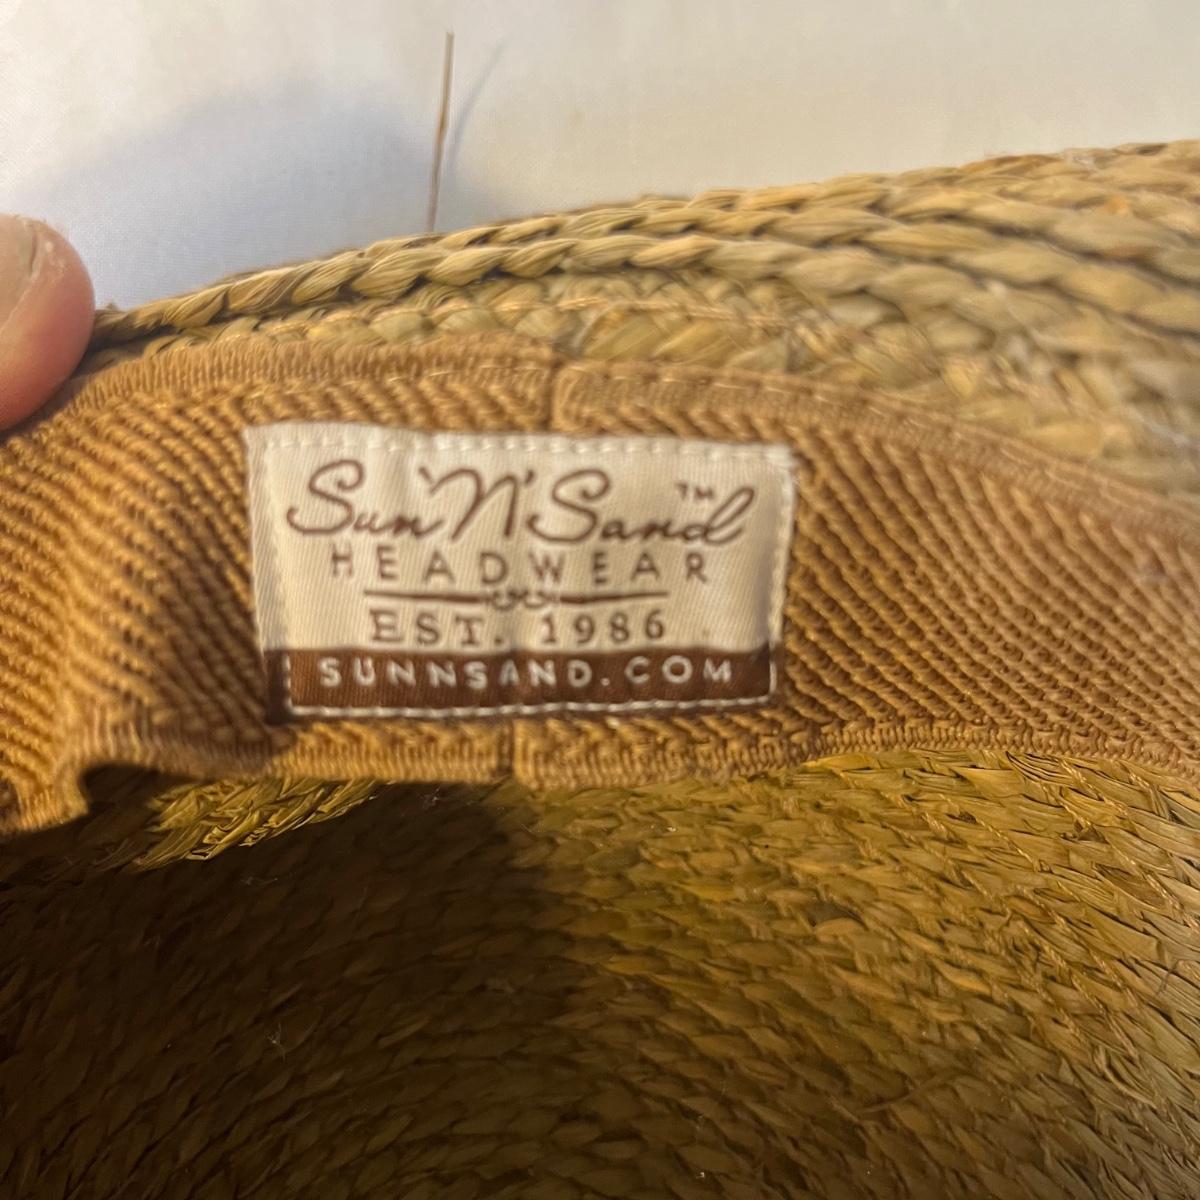 Sun 'N' Sand™
HEADWEAR
EST. 1986
SUNNSAND.COM